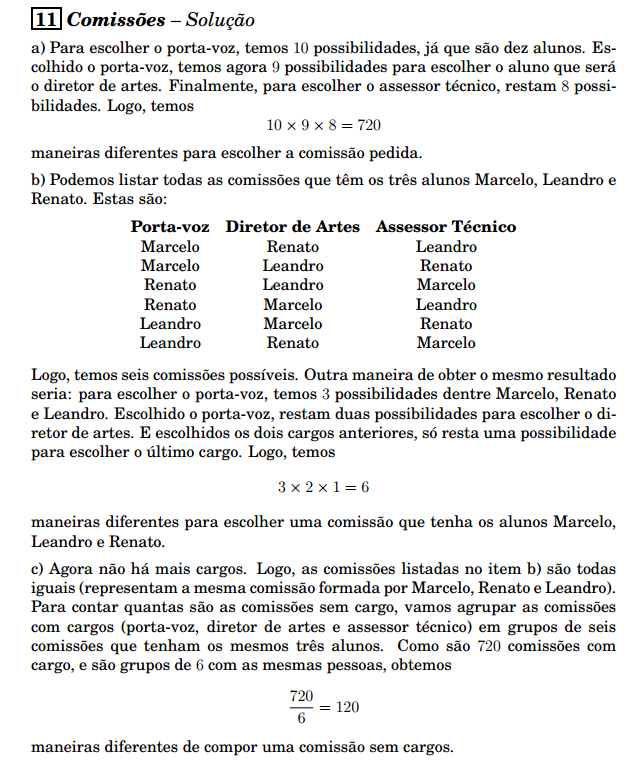 11 Comissões – Solução
a) Para escolher o porta-voz, temos 10 possibilidades, já que são dez alunos. Es-
colhido o porta-voz, temos agora 9 possibilidades para escolher o aluno que será
o diretor de artes. Finalmente, para escolher o assessor técnico, restam 8 possi-
bilidades. Logo, temos
10 × 9 × 8 = 720
maneiras diferentes para escolher a comissão pedida.
b) Podemos listar todas as comissões que têm os três alunos Marcelo, Leandro e
Renato. Estas são:
Porta-voz Diretor de Artes Assessor Técnico
Marcelo Renato Leandro
Marcelo Leandro Renato
Renato Leandro Marcelo
Renato Marcelo Leandro
Leandro Marcelo Renato
Leandro Renato Marcelo
Logo, temos seis comissões possíveis. Outra maneira de obter o mesmo resultado
seria: para escolher o porta-voz, temos 3 possibilidades dentre Marcelo, Renato
e Leandro. Escolhido o porta-voz, restam duas possibilidades para escolher o di-
retor de artes. E escolhidos os dois cargos anteriores, só resta uma possibilidade
para escolher o último cargo. Logo, temos
3 × 2 × 1 = 6
maneiras diferentes para escolher uma comissão que tenha os alunos Marcelo,
Leandro e Renato.
c) Agora não há mais cargos. Logo, as comissões listadas no item b) são todas
iguais (representam a mesma comissão formada por Marcelo, Renato e Leandro).
Para contar quantas são as comissões sem cargo, vamos agrupar as comissões
com cargos (porta-voz, diretor de artes e assessor técnico) em grupos de seis
comissões que tenham os mesmos três alunos. Como são 720 comissões com
cargo, e são grupos de 6 com as mesmas pessoas, obtemos
720
6
= 120
maneiras diferentes de compor uma comissão sem cargos.